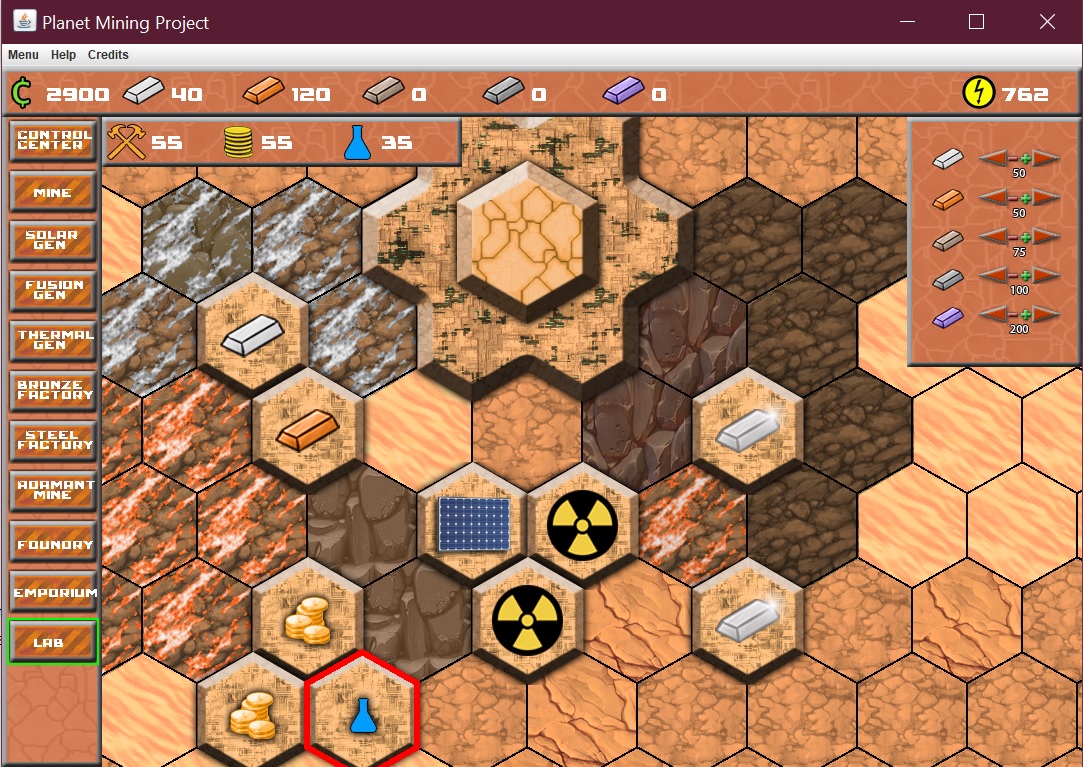 Planet Mining Project
Menu Help Credits
¢ 2900 40 120 0 0 0 762
55 55 35
CONTROL
CENTER
MINE
SOLAR
GEN
FUSION
GEN
THERMAL
GEN
BRONZE
FACTORY
STEEL
FACTORY
ADAMANT
MINE
FOUNDRY
EMPORIUM
LAB
50
50
75
100
200